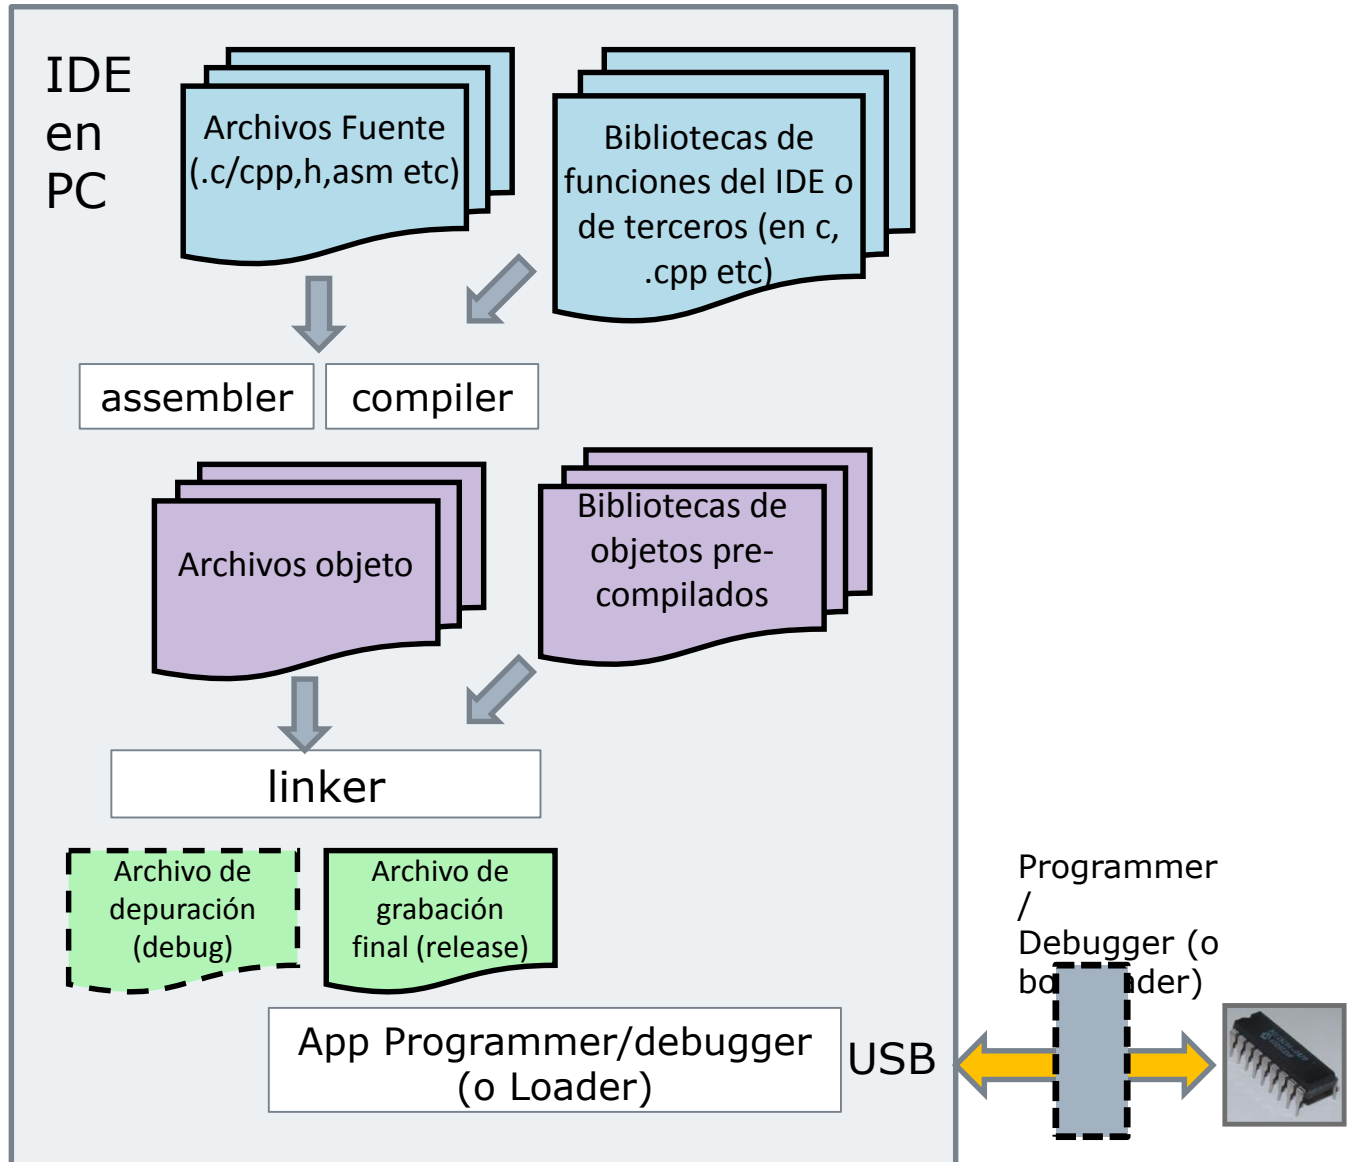 IDE
en
PC
Archivos Fuente
(.c/cpp,h,asm etc)
Bibliotecas de
funciones del IDE o
de terceros (en c,
.cpp etc)
assembler
compiler
Archivos objeto
Bibliotecas de
objetos pre-
compilados
linker
Archivo de
depuración
(debug)
Archivo de
grabación
final (release)
App Programmer/debugger
(o Loader)
USB
Programmer
/
Debugger (o